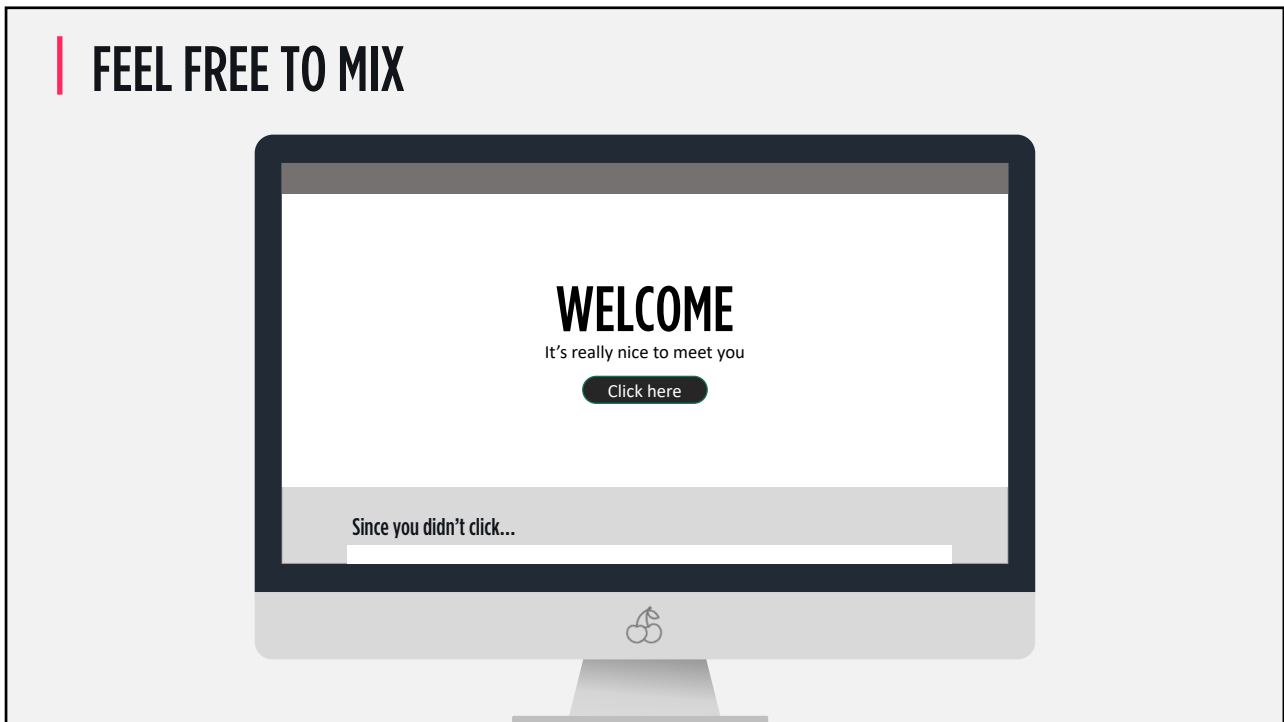 FEEL FREE TO MIX
WELCOME
It’s really nice to meet you
Click here
Since you didn’t click...